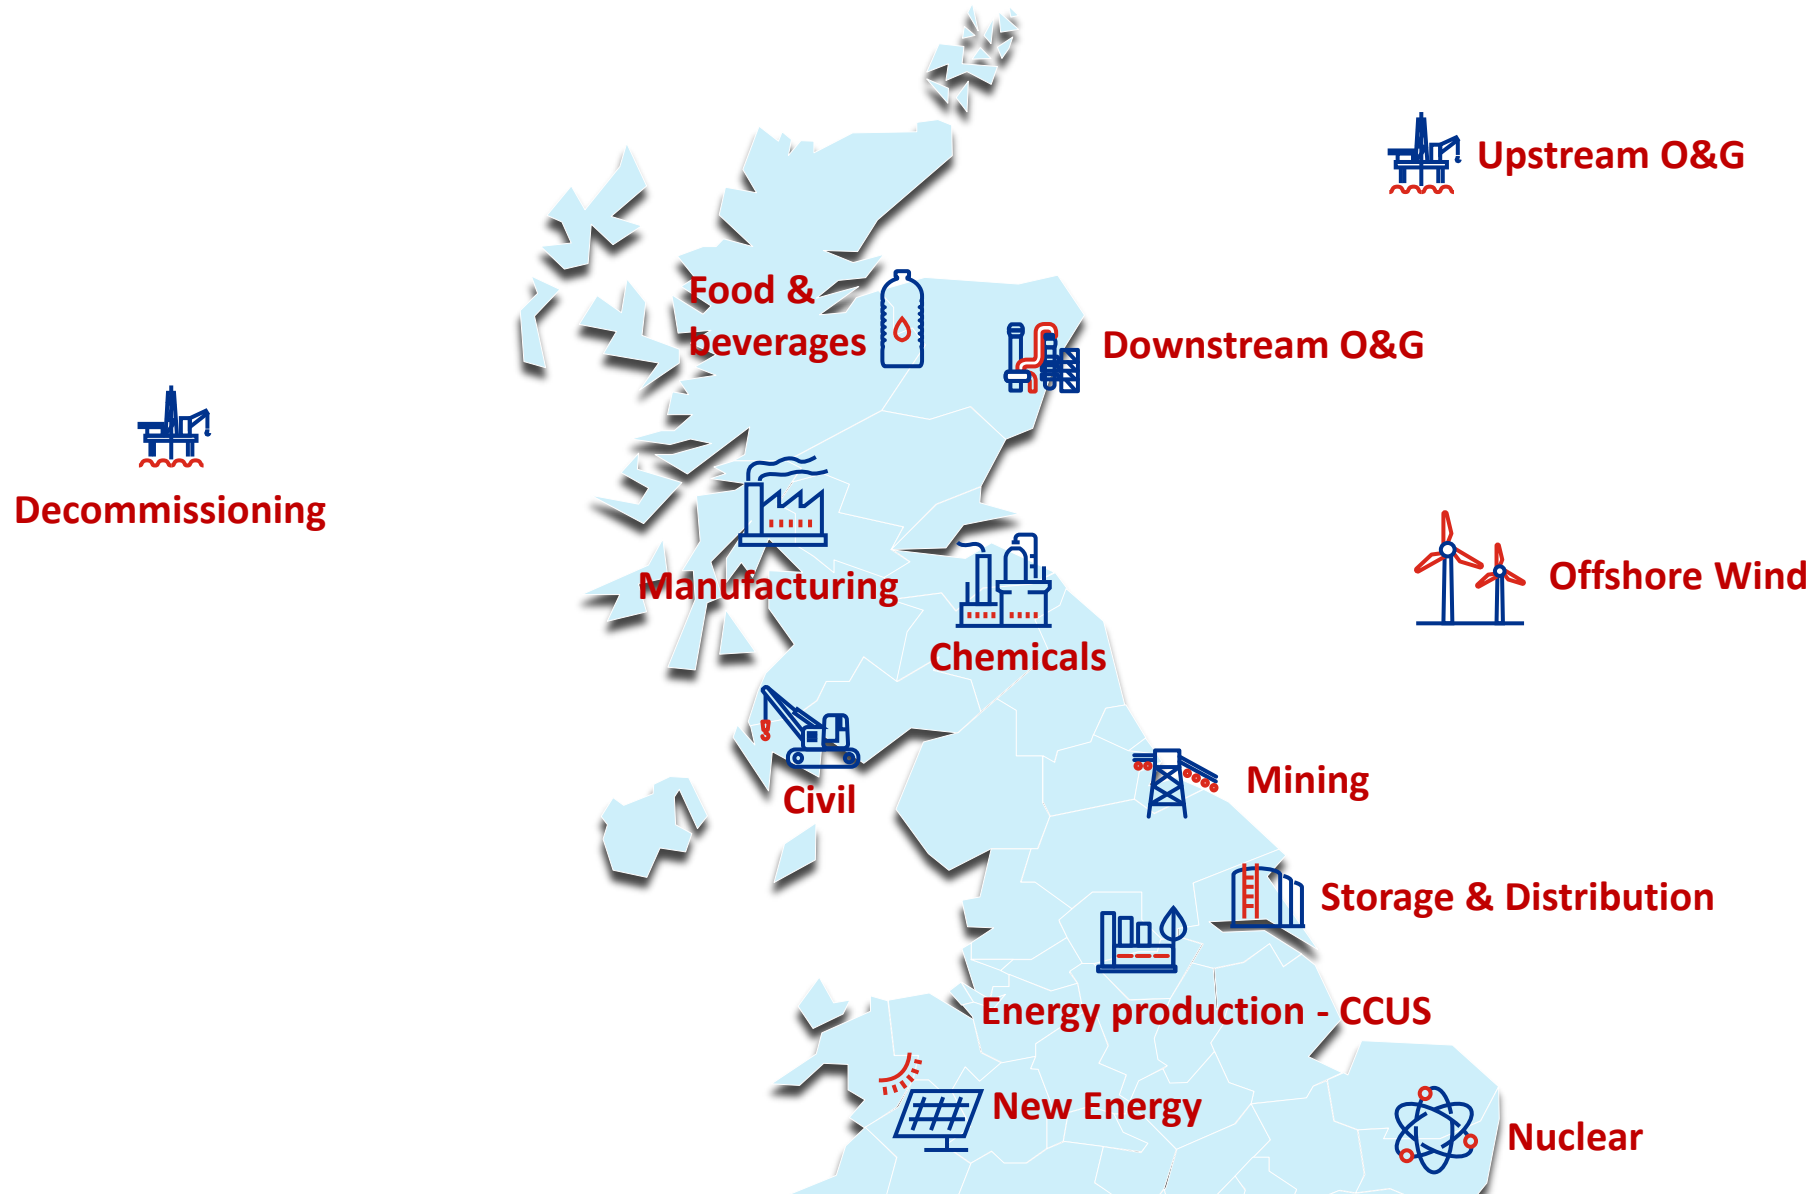 Upstream O&G
Food &
beverages
Downstream O&G
Decommissioning
Manufacturing
Offshore Wind
Chemicals
Civil
Mining
Storage & Distribution
Energy production - CCUS
New Energy
Nuclear